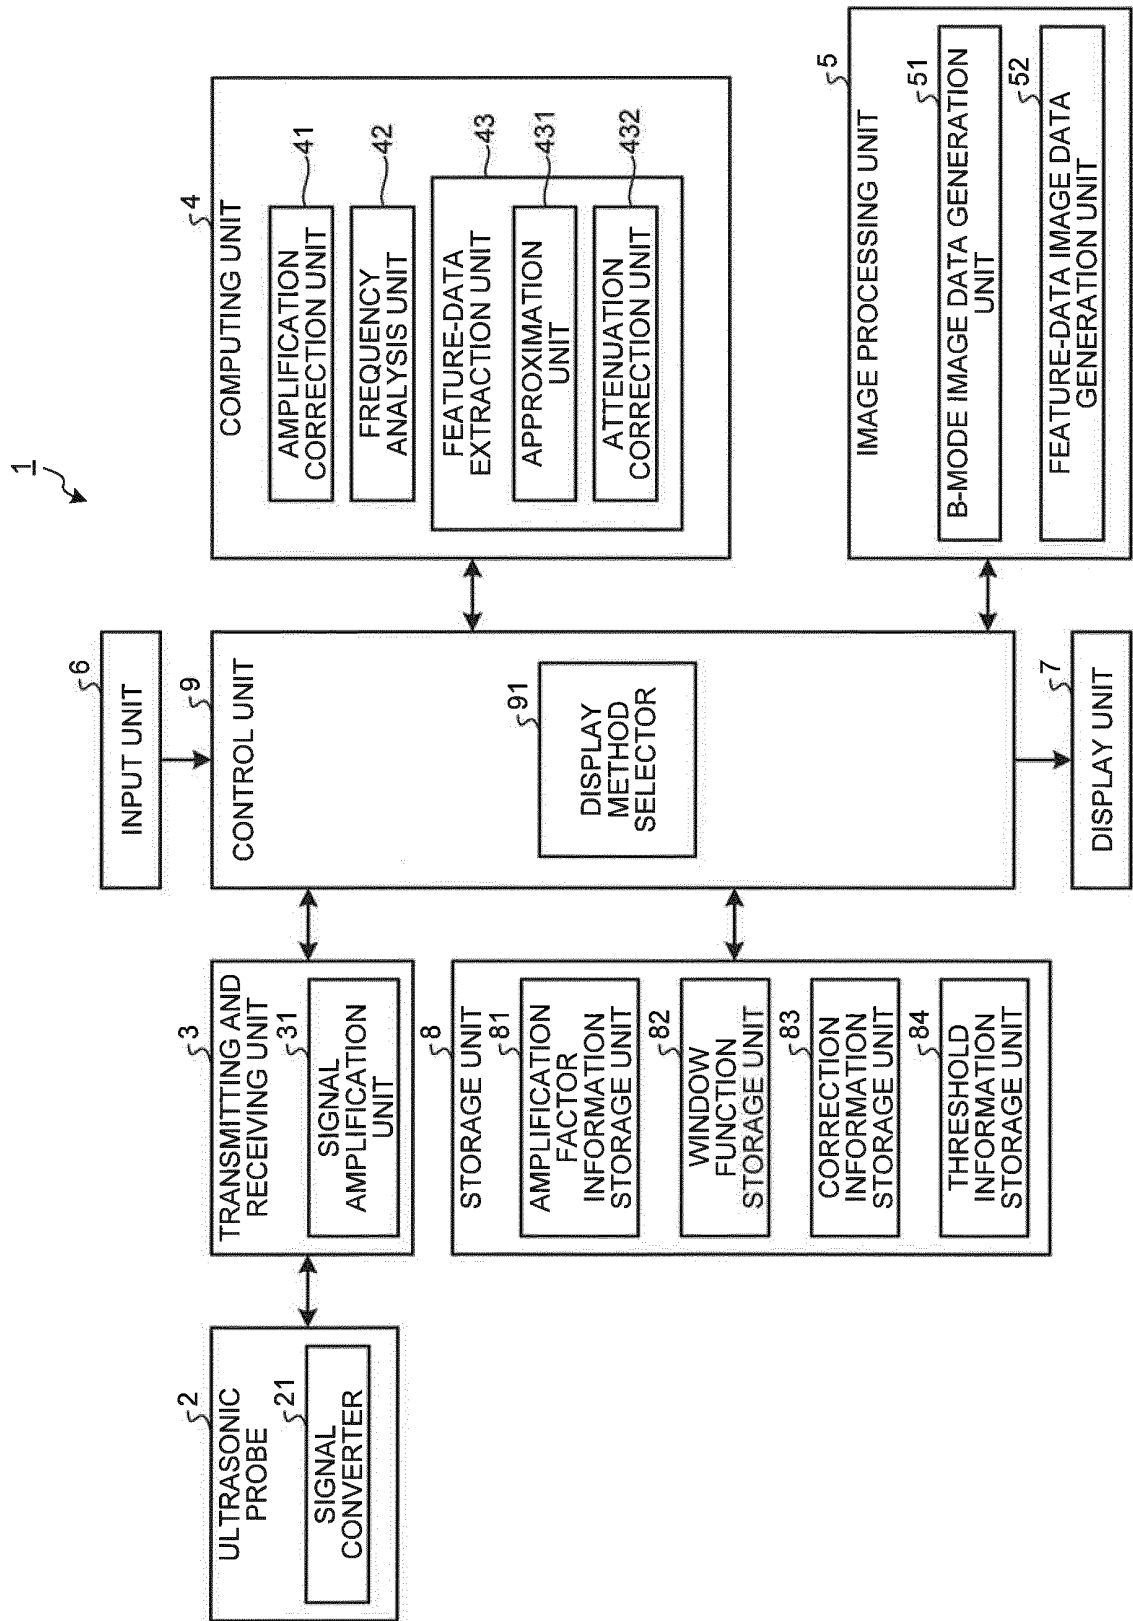 1
6
INPUT UNIT
2
ULTRASONIC
PROBE
21
SIGNAL
CONVERTER
3
TRANSMITTING AND
RECEIVING UNIT
31
SIGNAL
AMPLIFICATION
UNIT
8
STORAGE UNIT
81
AMPLIFICATION
FACTOR
INFORMATION
STORAGE UNIT
82
WINDOW
FUNCTION
STORAGE UNIT
83
CORRECTION
INFORMATION
STORAGE UNIT
84
THRESHOLD
INFORMATION
STORAGE UNIT
9
CONTROL UNIT
91
DISPLAY
METHOD
SELECTOR
7
DISPLAY UNIT
4
COMPUTING UNIT
41
AMPLIFICATION
CORRECTION UNIT
42
FREQUENCY
ANALYSIS UNIT
43
FEATURE-DATA
EXTRACTION UNIT
431
APPROXIMATION
UNIT
432
ATTENUATION
CORRECTION UNIT
5
IMAGE PROCESSING UNIT
51
B-MODE IMAGE DATA GENERATION
UNIT
52
FEATURE-DATA IMAGE DATA
GENERATION UNIT